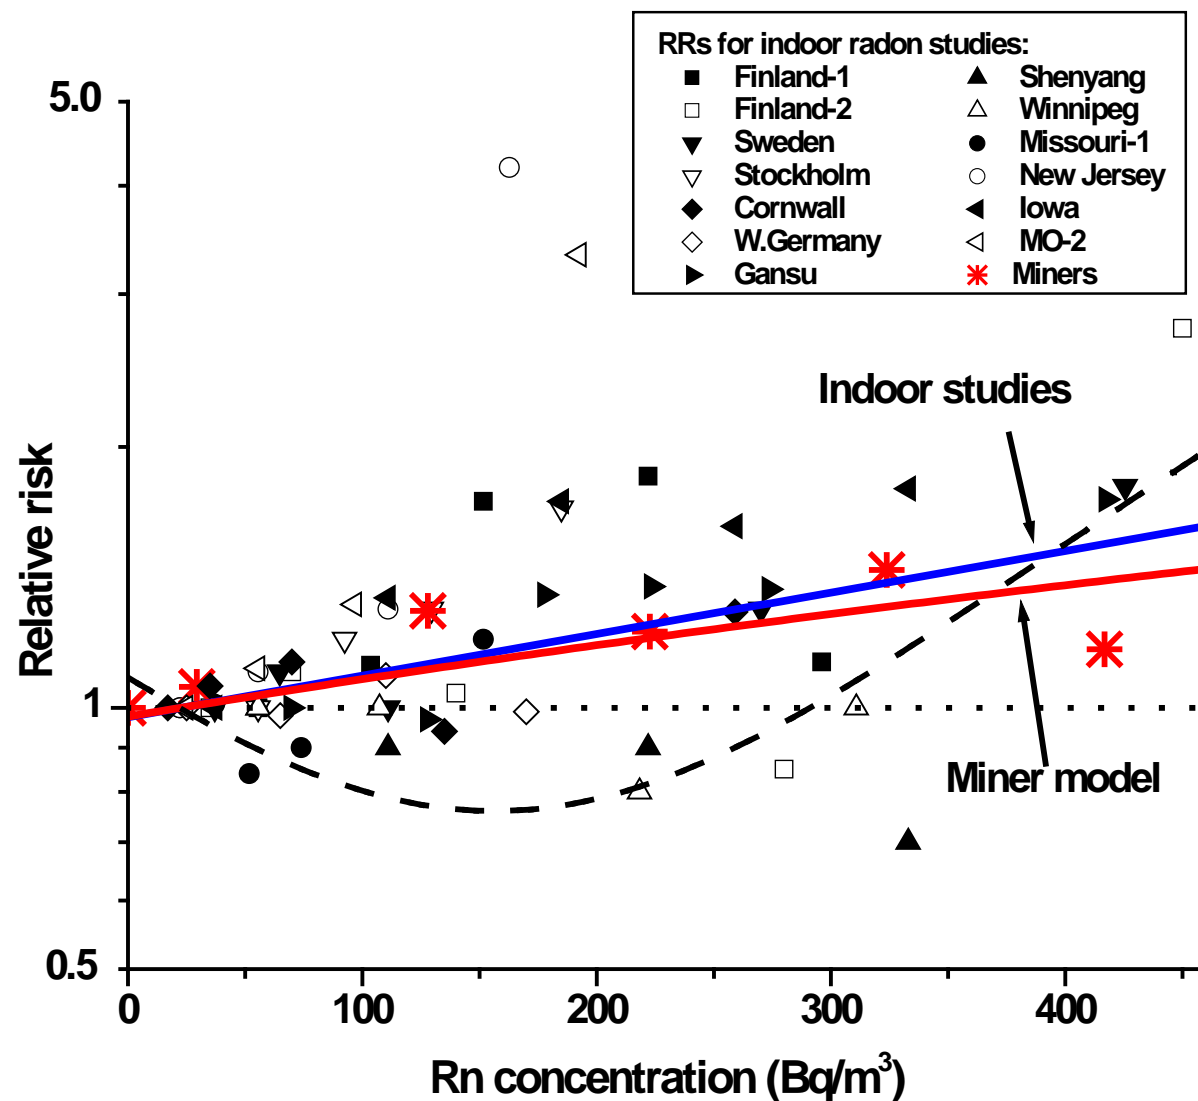 RRs for indoor radon studies:
Finland-1
Finland-2
Sweden
Stockholm
Cornwall
W.Germany
Gansu
Shenyang
Winnipeg
Missouri-1
New Jersey
Iowa
MO-2
Miners
5.0
1
0.5
Relative risk
Indoor studies
Miner model
0
100
200
300
400
Rn concentration (Bq/m³)